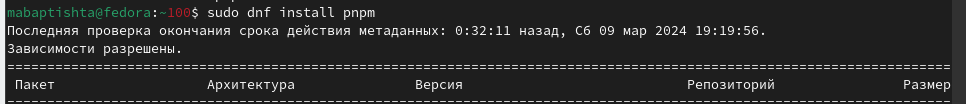 mabaptishta@fedora:~100$ sudo dnf install pnpm
Последняя проверка окончания срока действия метаданных: 0:32:11 назад, Сб 09 мар 2024 19:19:56.
Зависимости разрешены.
================================================================================================================
Пакет Архитектура Версия Репозиторий Размер